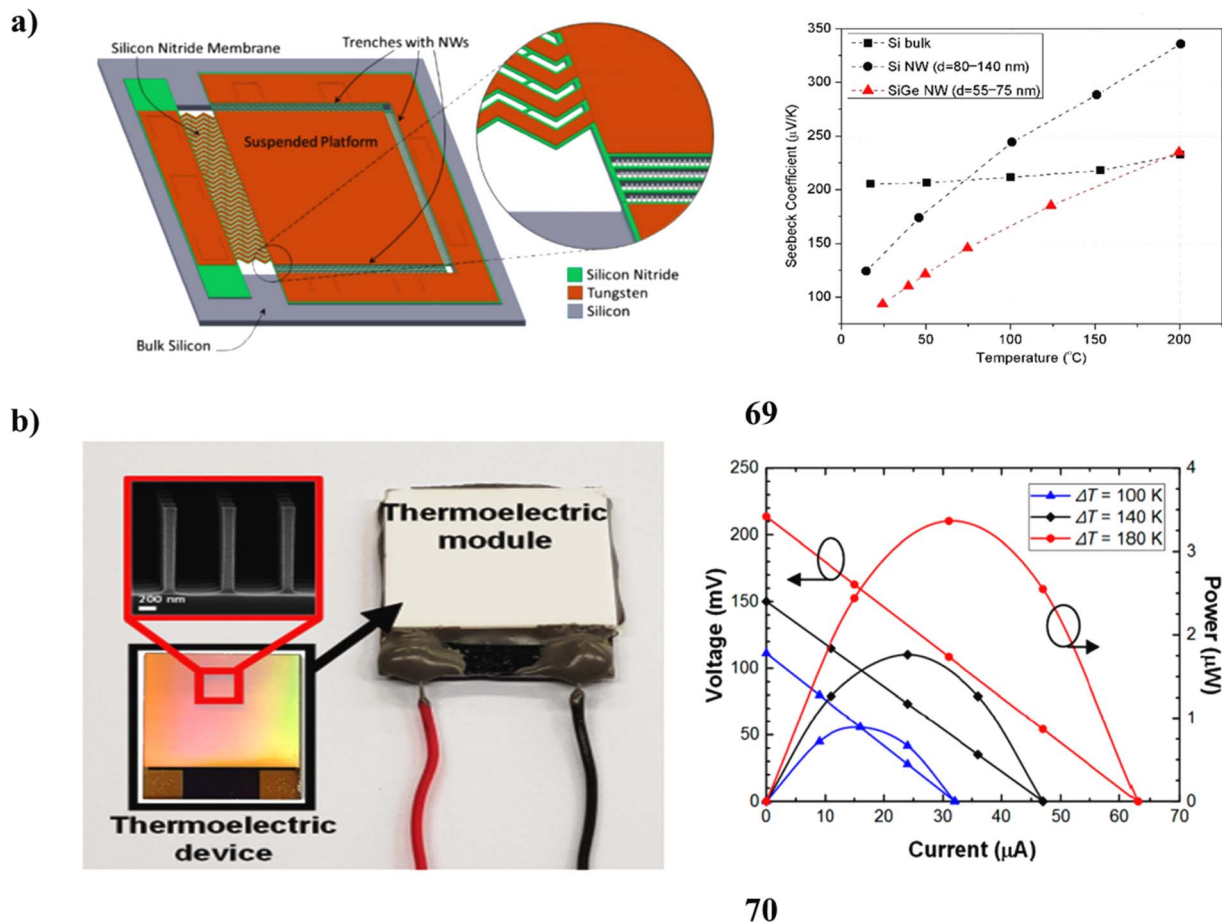 a)
Silicon Nitride Membrane
Trenches with NWs
Suspended Platform
Silicon Nitride
Tungsten
Silicon
Bulk Silicon
Seebeck Coefficient (μV/K)
350
300
250
200
150
100
Si bulk
Si NW (d=80–140 nm)
SiGe NW (d=55–75 nm)
0 50 100 150 200
Temperature (°C)
69
b)
200 nm
Thermoelectric
module
Thermoelectric
device
Voltage (mV)
250
200
150
100
50
0
ΔT = 100 K
ΔT = 140 K
ΔT = 180 K
4
3
2
1
0
Power (μW)
0 10 20 30 40 50 60 70
Current (μA)
70